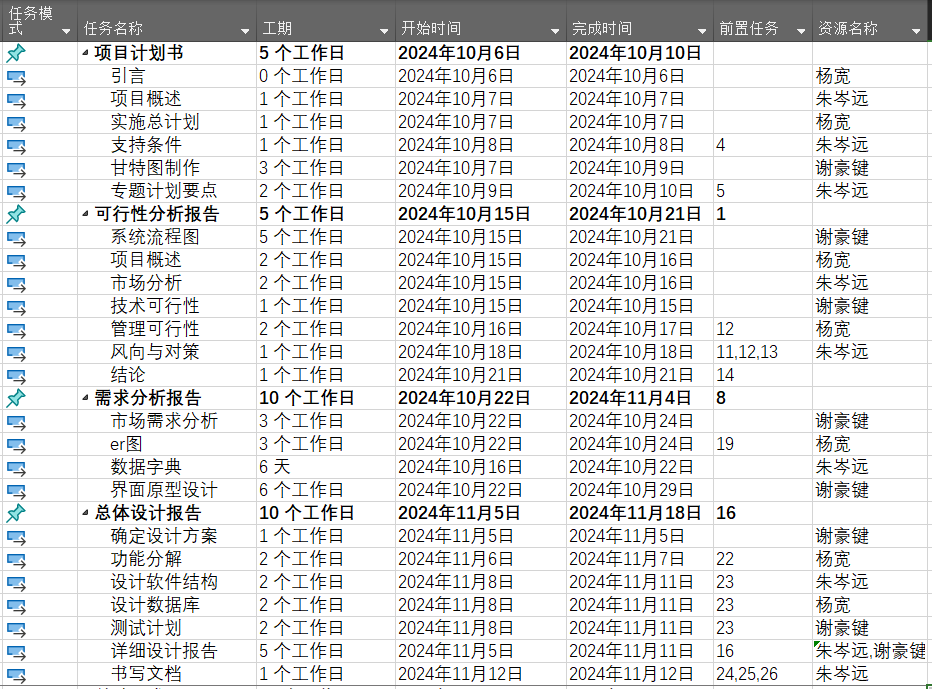 任务模式 任务名称 工期 开始时间 完成时间 前置任务 资源名称
项目计划书 5 个工作日 2024年10月6日 2024年10月10日
引言 0 个工作日 2024年10月6日 2024年10月6日 杨宽
项目概述 1 个工作日 2024年10月7日 2024年10月7日 朱岑远
实施总计划 1 个工作日 2024年10月7日 2024年10月7日 杨宽
支持条件 1 个工作日 2024年10月8日 2024年10月8日 4 朱岑远
甘特图制作 3 个工作日 2024年10月7日 2024年10月9日 谢豪键
专题计划要点 2 个工作日 2024年10月9日 2024年10月10日 5 朱岑远
可行性分析报告 5 个工作日 2024年10月15日 2024年10月21日 1
系统流程图 5 个工作日 2024年10月15日 2024年10月21日 谢豪键
项目概述 2 个工作日 2024年10月15日 2024年10月16日 杨宽
市场分析 2 个工作日 2024年10月15日 2024年10月16日 朱岑远
技术可行性 1 个工作日 2024年10月15日 2024年10月15日 谢豪键
管理可行性 2 个工作日 2024年10月16日 2024年10月17日 12 杨宽
风向与对策 1 个工作日 2024年10月18日 2024年10月18日 11,12,13 朱岑远
结论 1 个工作日 2024年10月21日 2024年10月21日 14
需求分析报告 10 个工作日 2024年10月22日 2024年11月4日 8
市场需求分析 3 个工作日 2024年10月22日 2024年10月24日 谢豪键
er图 3 个工作日 2024年10月22日 2024年10月24日 19 杨宽
数据字典 6 天 2024年10月16日 2024年10月22日 朱岑远
界面原型设计 6 个工作日 2024年10月22日 2024年10月29日 谢豪键
总体设计报告 10 个工作日 2024年11月5日 2024年11月18日 16
确定设计方案 1 个工作日 2024年11月5日 2024年11月5日 谢豪键
功能分解 2 个工作日 2024年11月6日 2024年11月7日 22 杨宽
设计软件结构 2 个工作日 2024年11月8日 2024年11月11日 23 朱岑远
设计数据库 2 个工作日 2024年11月8日 2024年11月11日 23 杨宽
测试计划 2 个工作日 2024年11月8日 2024年11月11日 23 谢豪键
详细设计报告 5 个工作日 2024年11月5日 2024年11月11日 16 朱岑远,谢豪键
书写文档 1 个工作日 2024年11月12日 2024年11月12日 24,25,26 朱岑远